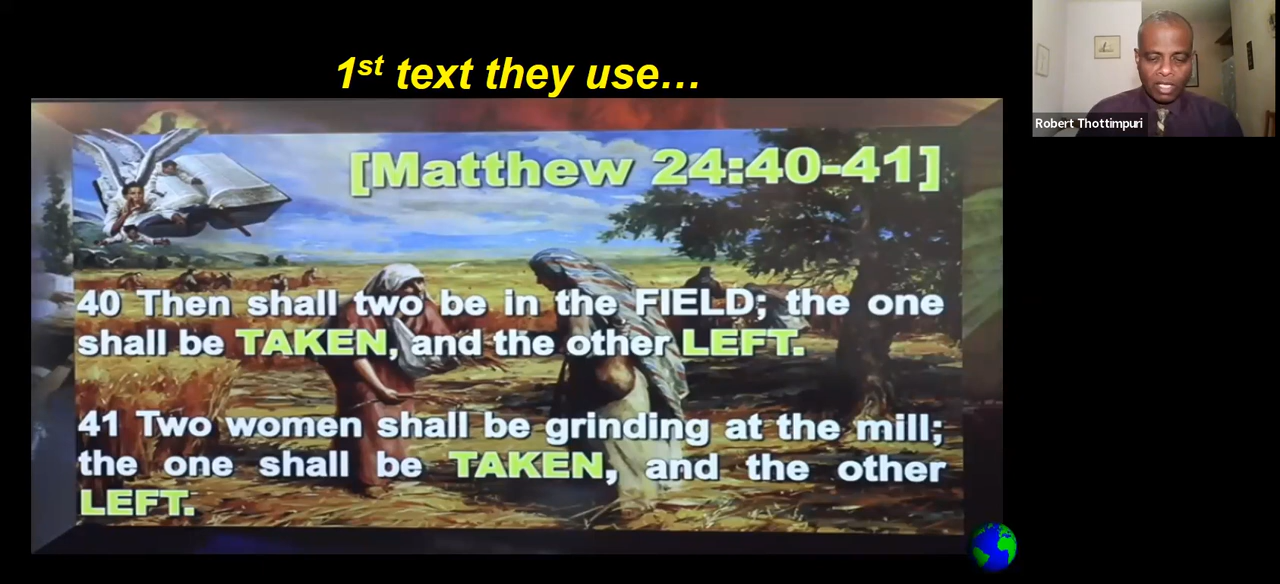 1st text they use...
[Matthew 24:40-41]
40 Then shall two be in the FIELD; the one
shall be TAKEN, and the other LEFT.
41 Two women shall be grinding at the mill;
the one shall be TAKEN, and the other
LEFT.
Robert Thottimpuri